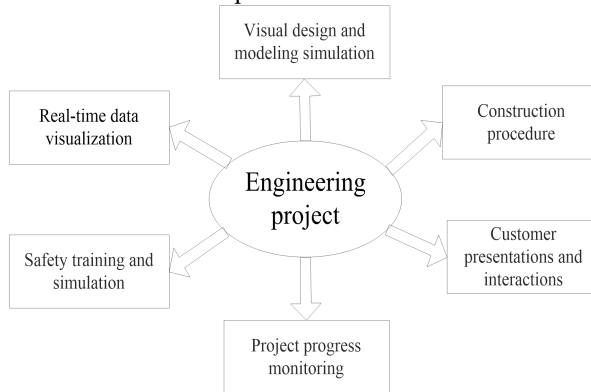 Visual design and
modeling simulation
Real-time data
visualization
Construction
procedure
Engineering
project
Customer
presentations and
interactions
Safety training and
simulation
Project progress
monitoring